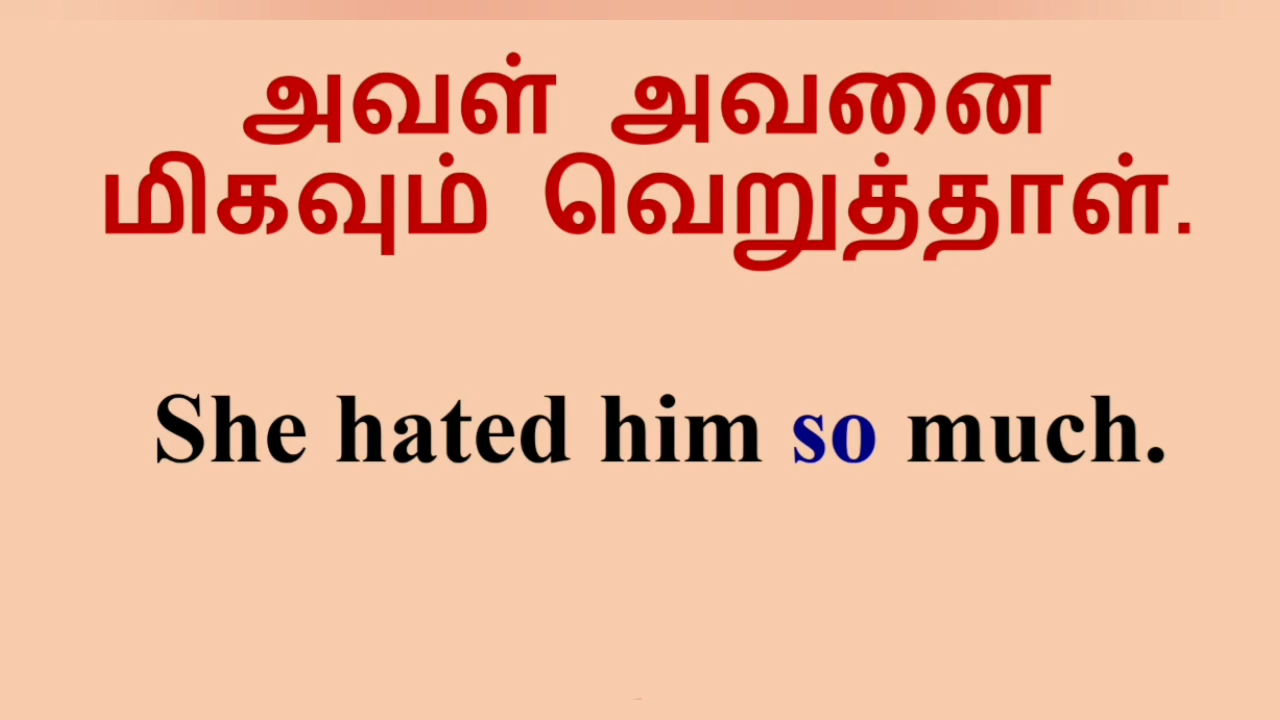 அவள் அவனை
மிகவும் வெறுத்தாள்.
She hated him so much.